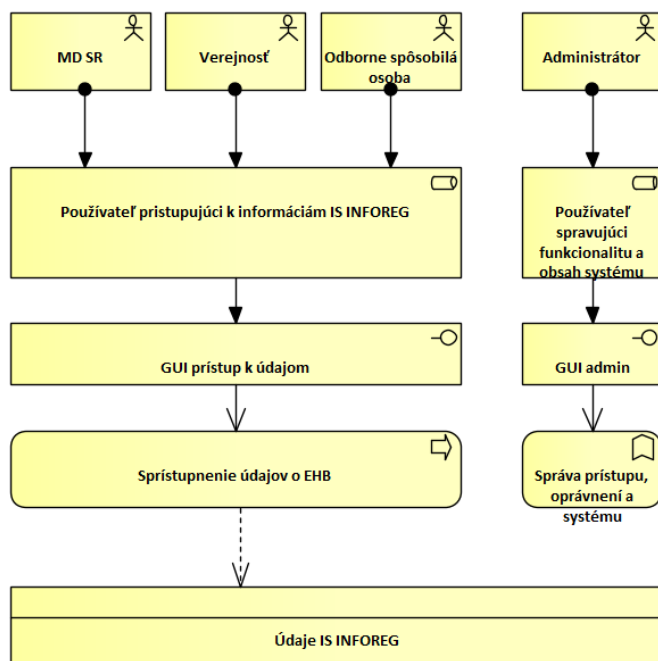 MD SR
Verejnosť
Odborne spôsobilá
osoba
Administrátor
Používateľ pristupujúci k informáciám IS INFOREG
Používateľ
spravujúci
funkcionalitu a
obsah systému
GUI prístup k údajom
GUI admin
Sprístupnenie údajov o EHB
Správa prístupu,
oprávnení a
systému
Údaje IS INFOREG